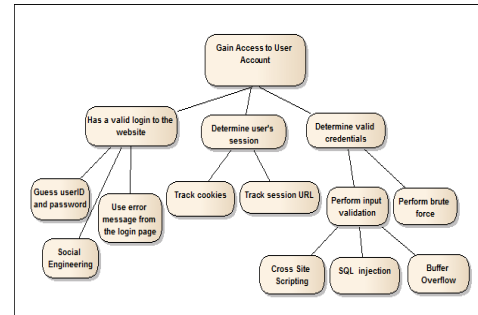 Gain Access to User
Account
Has a valid login to the
website
Determine user's
session
Determine valid
credentials
Guess userID
and password
Use error
message from
the login page
Track cookies
Track session URL
Perform input
validation
Perform brute
force
Social
Engineering
Cross Site
Scripting
SQL injection
Buffer
Overflow